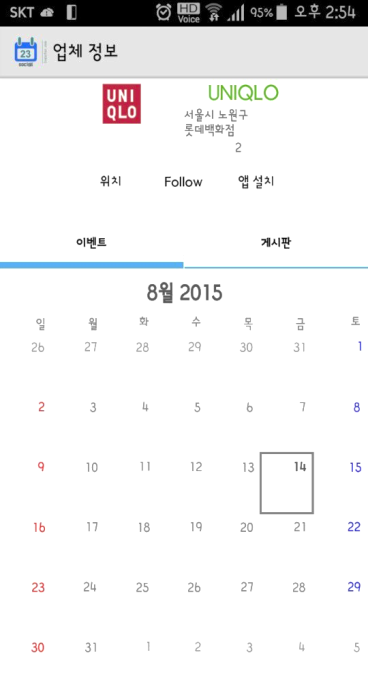 SKT HD Voice 95% 오후 2:54
23 업체 정보
UNI QLO
UNIQLO
서울시 노원구
롯데백화점
2
위치 Follow 앱 설치
이벤트 게시판
8월 2015
일 월 화 수 목 금 토
26 27 28 29 30 31 1
2 3 4 5 6 7 8
9 10 11 12 13 14 15
16 17 18 19 20 21 22
23 24 25 26 27 28 29
30 31 1 2 3 4 5